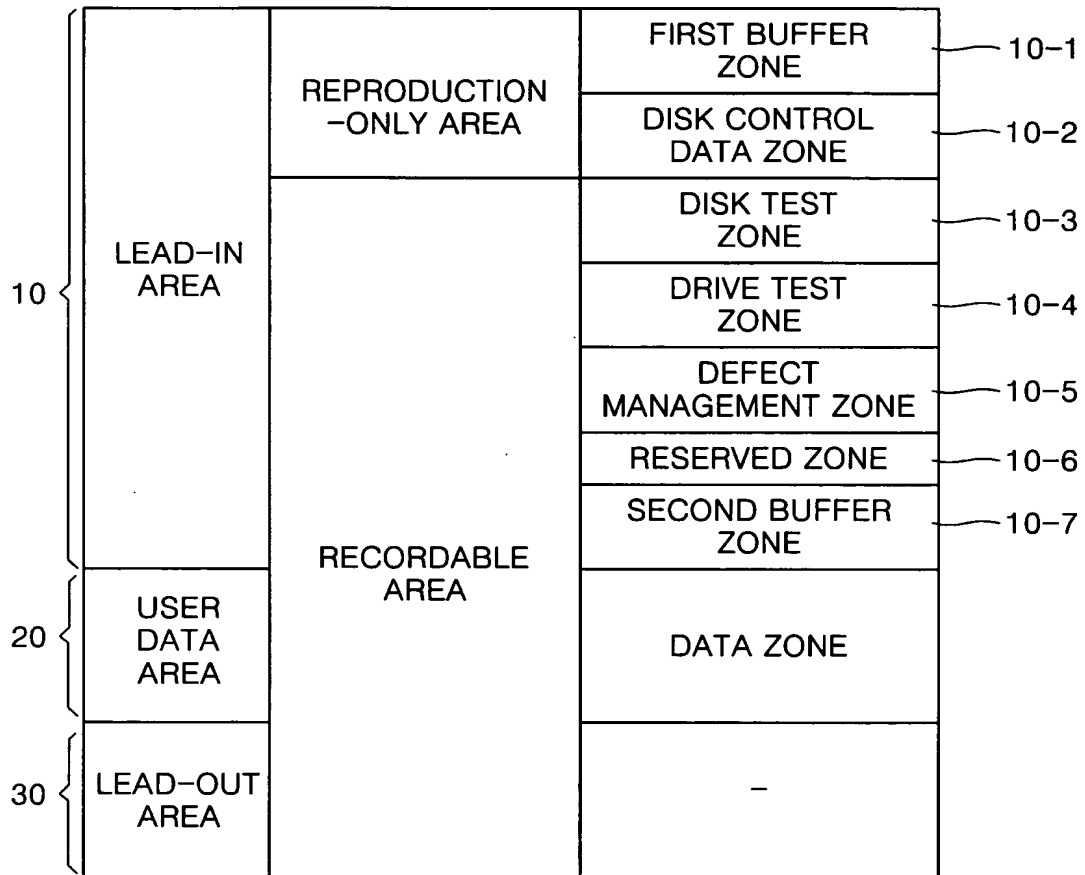 FIRST BUFFER
ZONE
10-1
REPRODUCTION
-ONLY AREA
DISK CONTROL
DATA ZONE
10-2
DISK TEST
ZONE
10-3
LEAD-IN
AREA
10
DRIVE TEST
ZONE
10-4
DEFECT
MANAGEMENT ZONE
10-5
RESERVED ZONE
10-6
SECOND BUFFER
ZONE
10-7
RECORDABLE
AREA
20
USER
DATA
AREA
DATA ZONE
30
LEAD-OUT
AREA
-